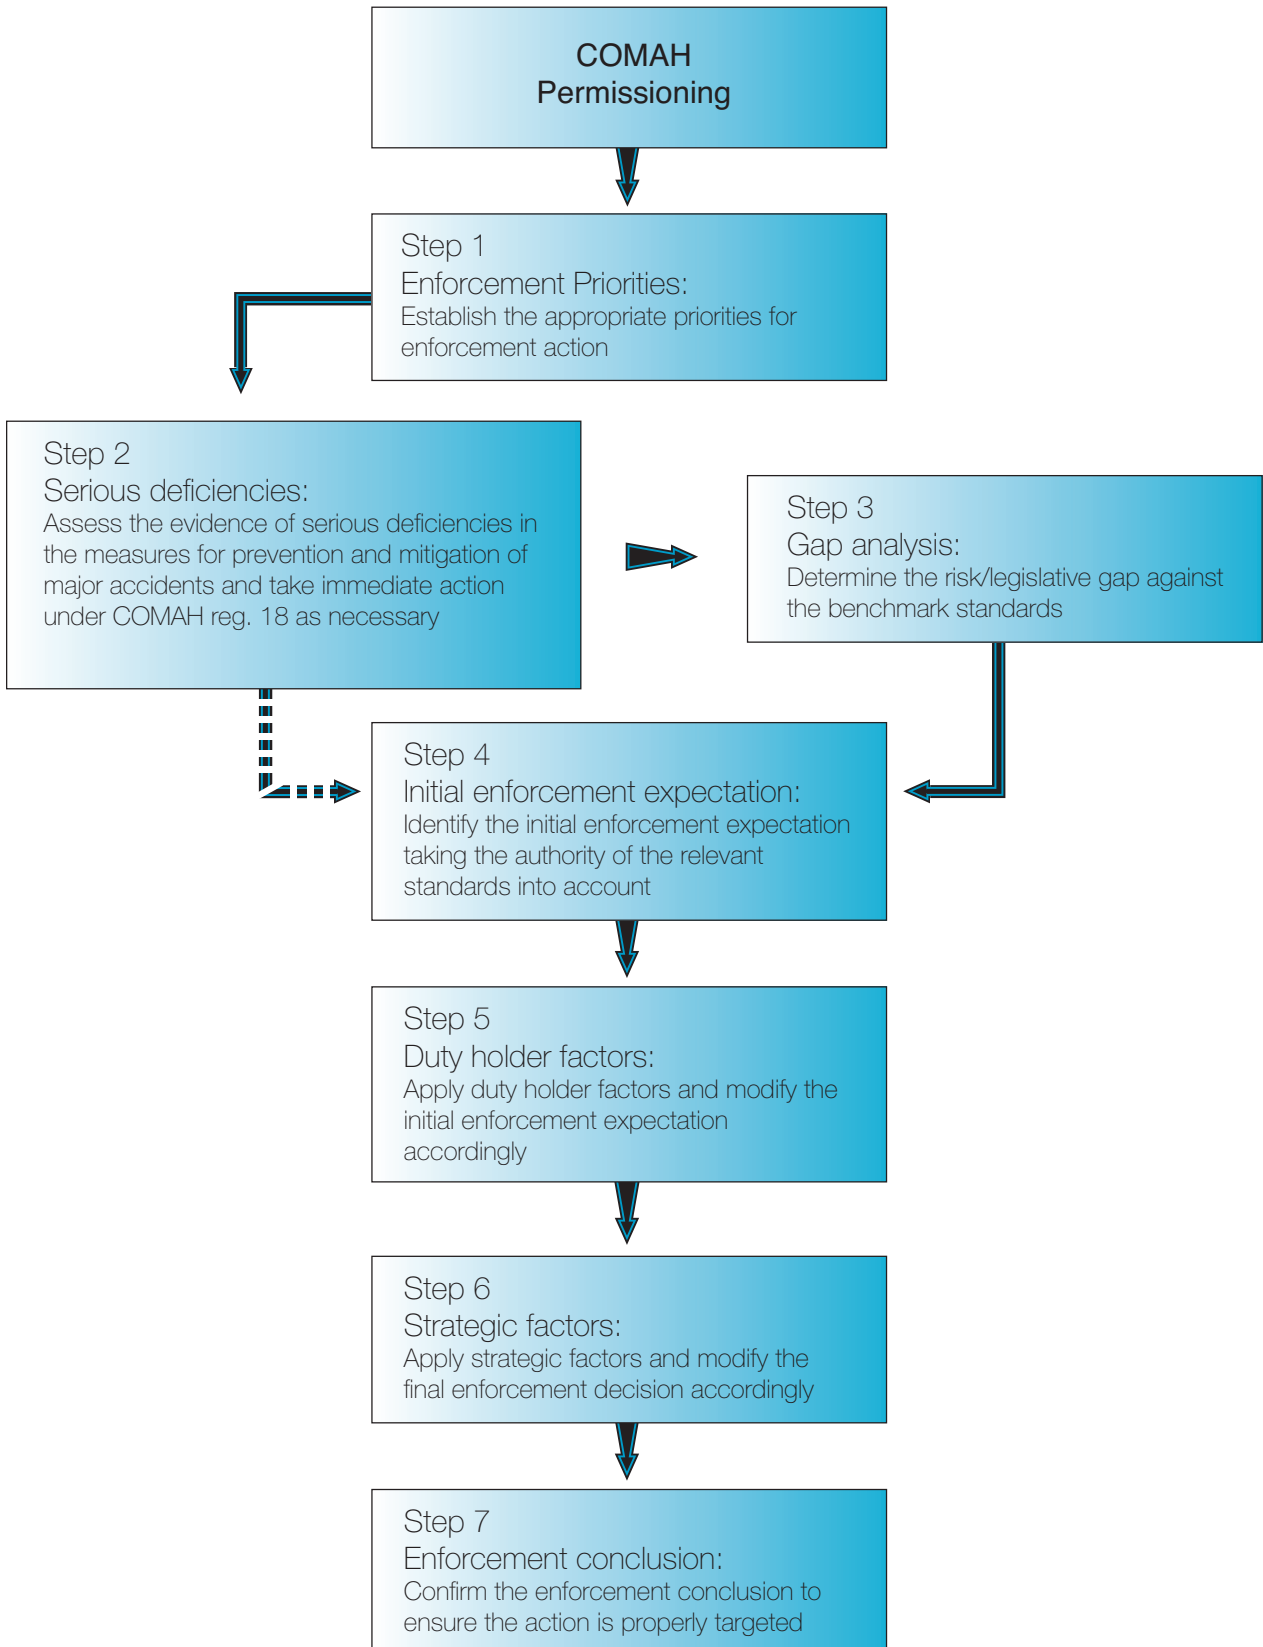 COMAH
Permissioning
Step 1
Enforcement Priorities:
Establish the appropriate priorities for
enforcement action
Step 2
Serious deficiencies:
Assess the evidence of serious deficiencies in
the measures for prevention and mitigation of
major accidents and take immediate action
under COMAH reg. 18 as necessary
Step 3
Gap analysis:
Determine the risk/legislative gap against
the benchmark standards
Step 4
Initial enforcement expectation:
Identify the initial enforcement expectation
taking the authority of the relevant
standards into account
Step 5
Duty holder factors:
Apply duty holder factors and modify the
initial enforcement expectation
accordingly
Step 6
Strategic factors:
Apply strategic factors and modify the
final enforcement decision accordingly
Step 7
Enforcement conclusion:
Confirm the enforcement conclusion to
ensure the action is properly targeted